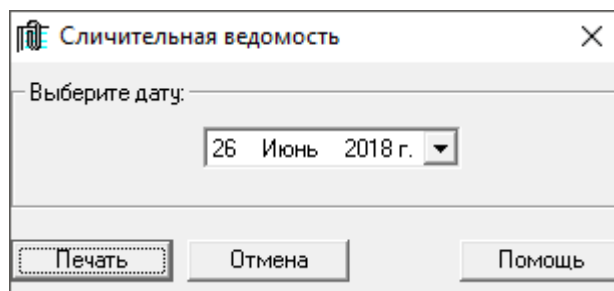 Сличительная ведомость
Выберите дату:
26 Июнь 2018 г.
Печать Отмена Помощь